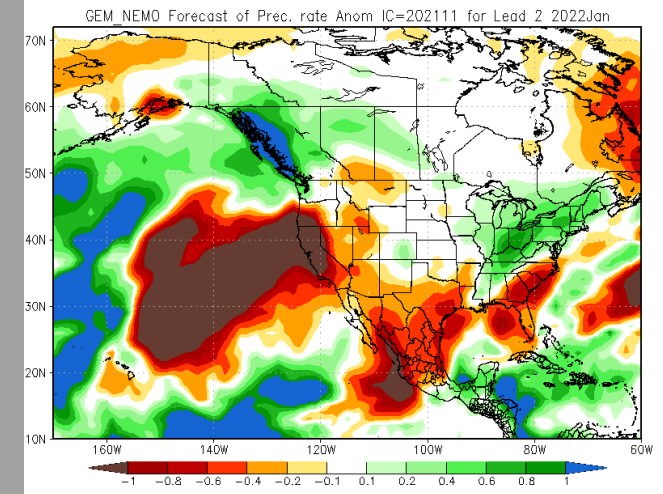 GEM_NEMO Forecast of Prec. rate Anom IC=202111 for Lead 2 2022Jan
70N
60N
50N
40N
30N
20N
10N
160W 140W 120W 100W 80W 60W
-1 -0.8 -0.6 -0.4 -0.2 -0.1 0.1 0.2 0.4 0.6 0.8 1